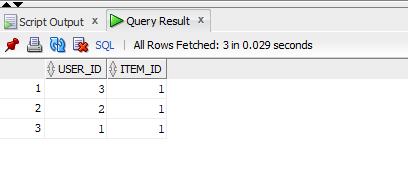 Script Output x Query Result x
SQL | All Rows Fetched: 3 in 0.029 seconds
USER_ID ITEM_ID
1 3 1
2 2 1
3 1 1